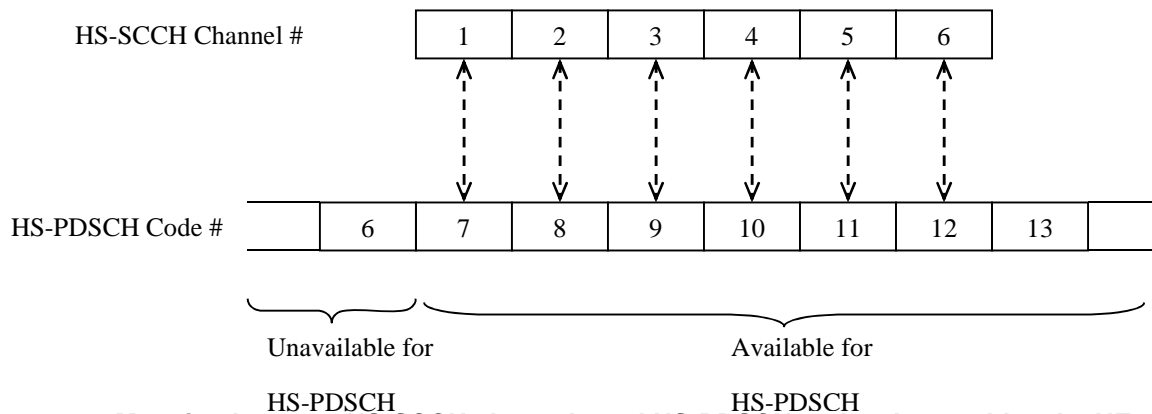 HS-SCCH Channel # 1 2 3 4 5 6
HS-PDSCH Code # 6 7 8 9 10 11 12 13
Unavailable for Available for
HS-PDSCH HS-PDSCH